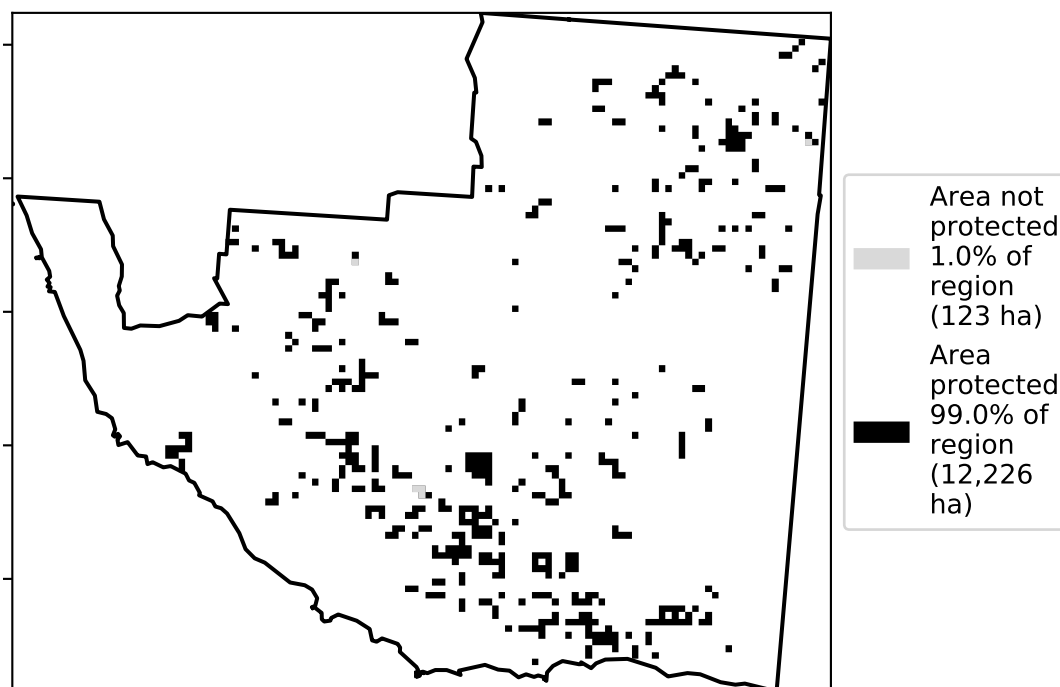 Area not
protected
1.0% of
region
(123 ha)
Area
protected
99.0% of
region
(12,226
ha)